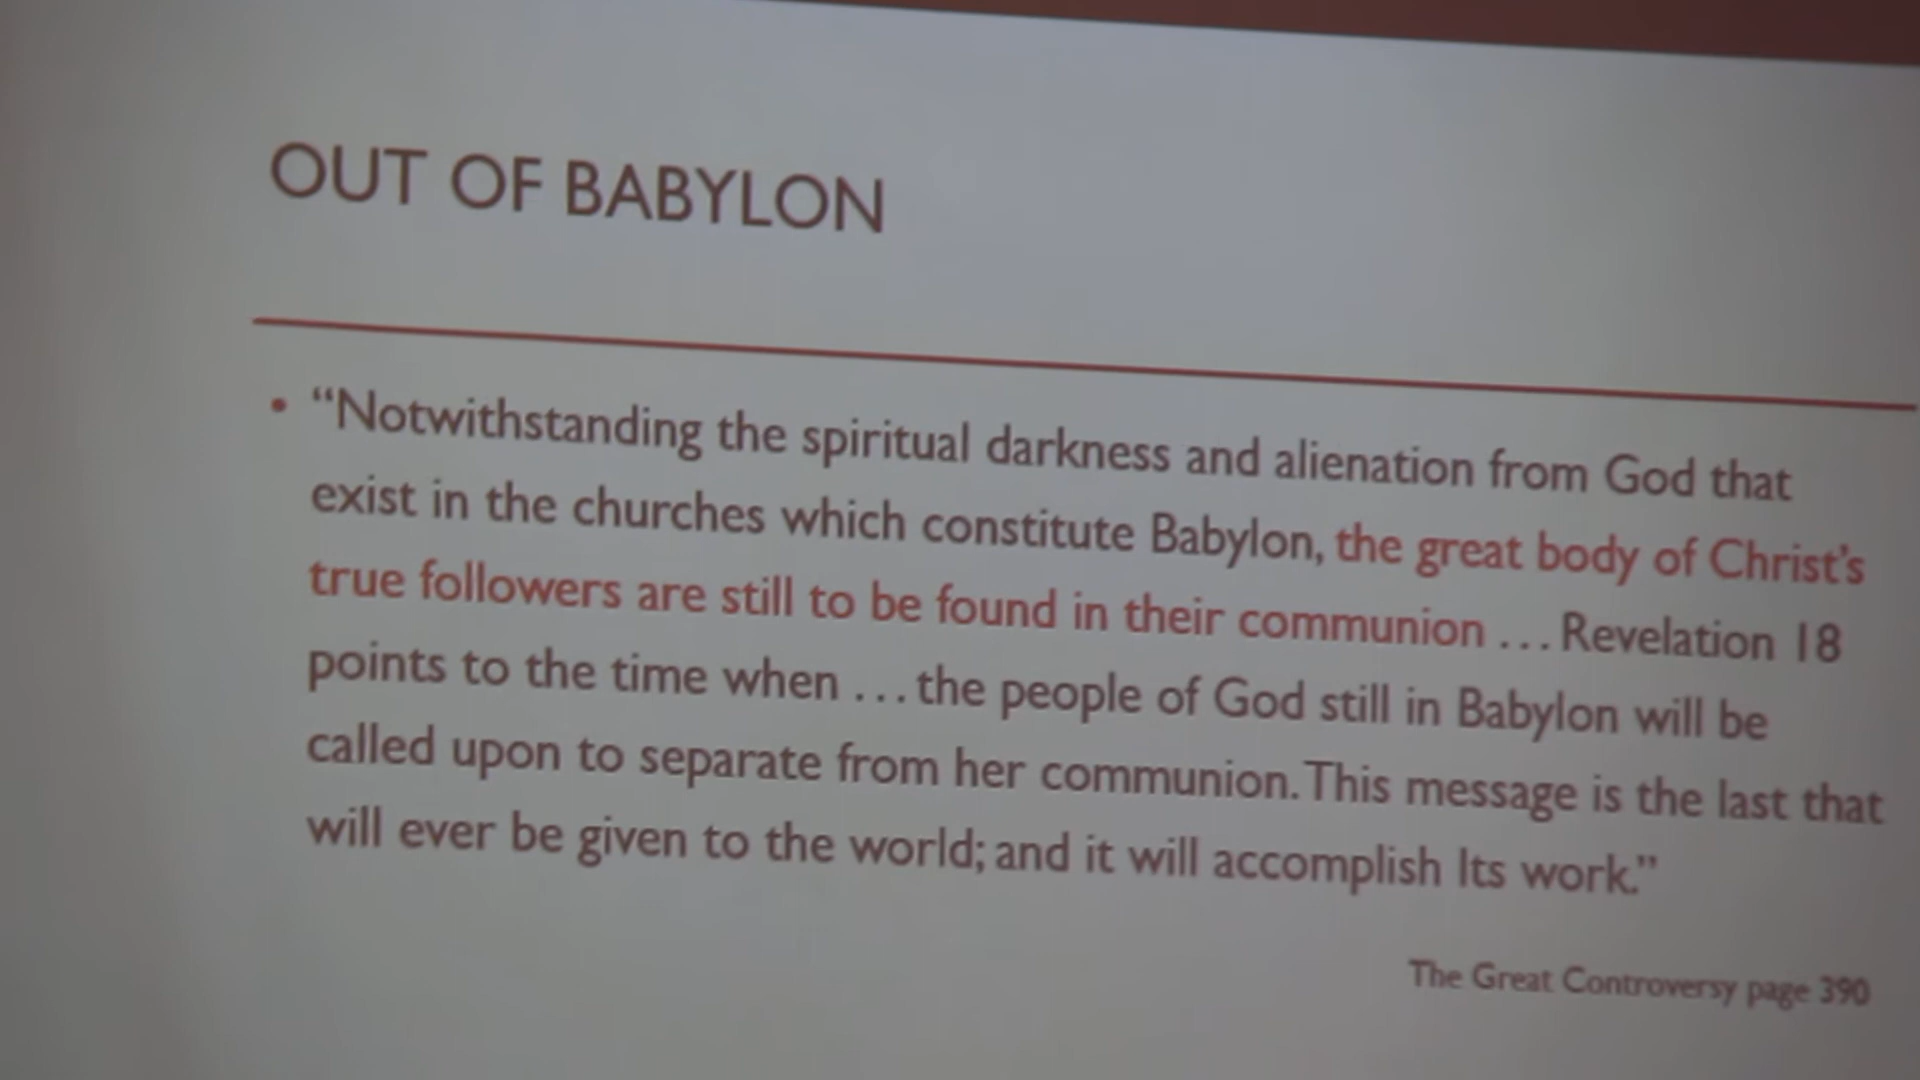 OUT OF BABYLON
• “Notwithstanding the spiritual darkness and alienation from God that
exist in the churches which constitute Babylon, the great body of Christ’s
true followers are still to be found in their communion ... Revelation 18
points to the time when ... the people of God still in Babylon will be
called upon to separate from her communion. This message is the last that
will ever be given to the world; and it will accomplish Its work.”
The Great Controversy page 390